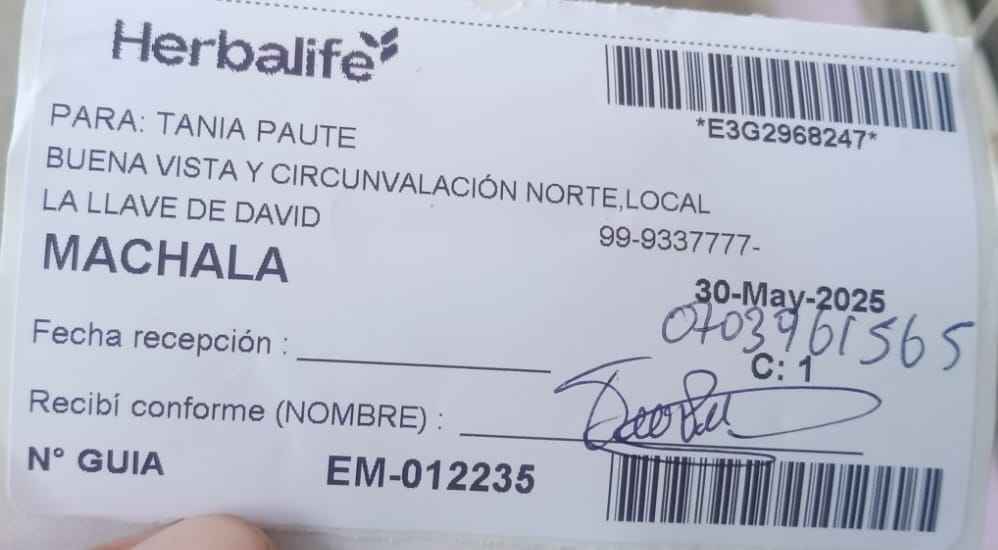 Herbalife
*E3G2968247*
PARA: TANIA PAUTE
BUENA VISTA Y CIRCUNVALACIÓN NORTE,LOCAL
LA LLAVE DE DAVID
99-9337777-
MACHALA
30-May-2025
0703961565
Fecha recepción :
C: 1
Recibí conforme (NOMBRE) :
N° GUIA EM-012235